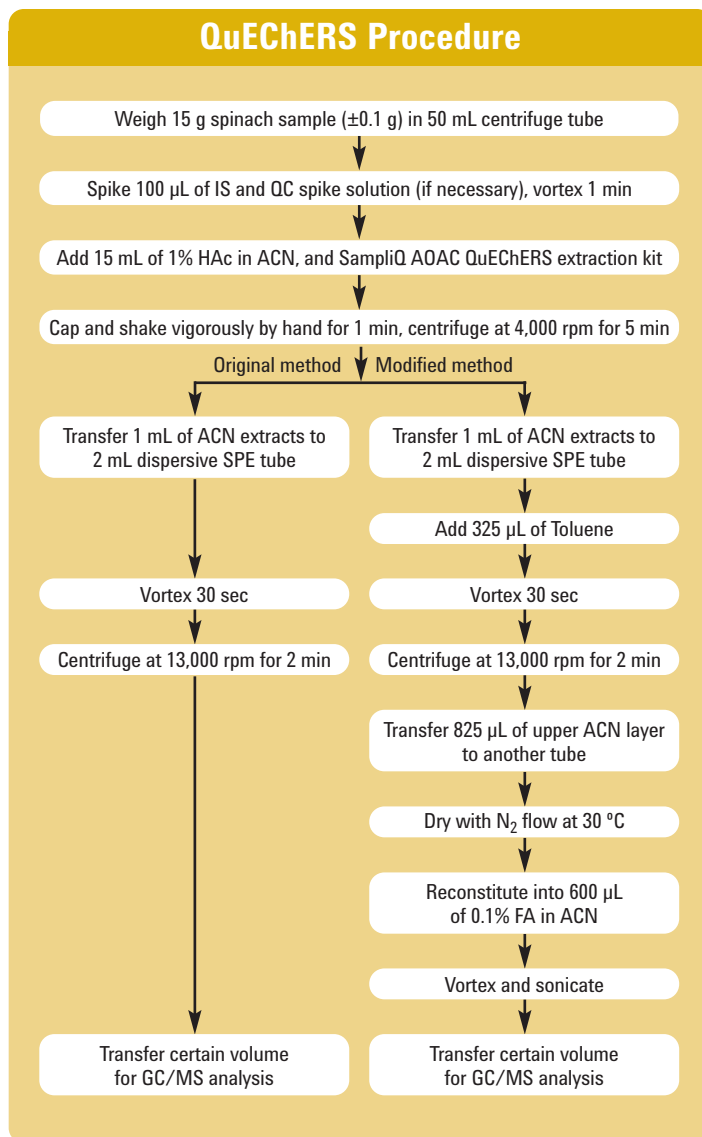 QuEChERS Procedure
Weigh 15 g spinach sample (±0.1 g) in 50 mL centrifuge tube
Spike 100 µL of IS and QC spike solution (if necessary), vortex 1 min
Add 15 mL of 1% HAc in ACN, and SampliQ AOAC QuEChERS extraction kit
Cap and shake vigorously by hand for 1 min, centrifuge at 4,000 rpm for 5 min
Original method
Modified method
Transfer 1 mL of ACN extracts to
2 mL dispersive SPE tube
Vortex 30 sec
Centrifuge at 13,000 rpm for 2 min
Transfer certain volume
for GC/MS analysis
Transfer 1 mL of ACN extracts to
2 mL dispersive SPE tube
Add 325 µL of Toluene
Vortex 30 sec
Centrifuge at 13,000 rpm for 2 min
Transfer 825 µL of upper ACN layer
to another tube
Dry with N₂ flow at 30 ºC
Reconstitute into 600 µL
of 0.1% FA in ACN
Vortex and sonicate
Transfer certain volume
for GC/MS analysis